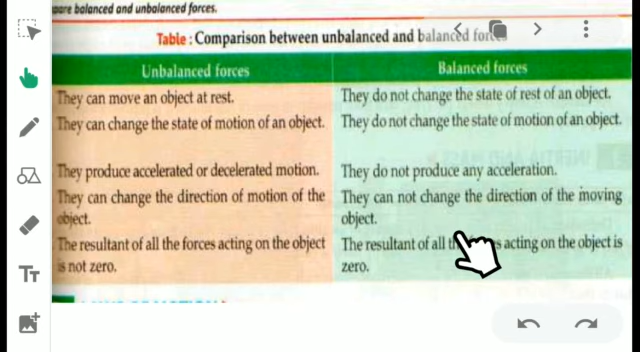 pare balanced and unbalanced forces.
Table : Comparison between unbalanced and balanced forces
Unbalanced forces
Balanced forces
They can move an object at rest.
They do not change the state of rest of an object.
They can change the state of motion of an object.
They do not change the state of motion of an object.
They produce accelerated or decelerated motion.
They do not produce any acceleration.
They can change the direction of motion of the
object.
They can not change the direction of the moving
object.
The resultant of all the forces acting on the object
is not zero.
The resultant of all acting on the object is
zero.
TT